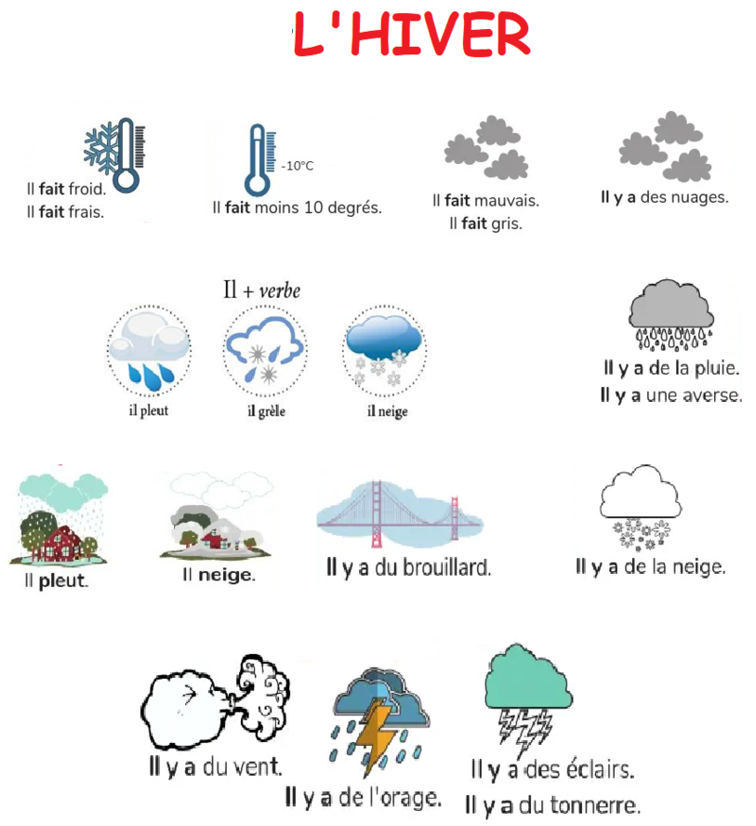 L'HIVER
Il fait froid.
Il fait frais.
-10°C
Il fait moins 10 degrés.
Il fait mauvais.
Il fait gris.
Il y a des nuages.
Il + verbe
il pleut
il grèle
il neige
Il y a de la pluie.
Il y a une averse.
Il pleut.
Il neige.
Il y a du brouillard.
Il y a de la neige.
Il y a du vent.
Il y a de l'orage.
Il y a des éclairs.
Il y a du tonnerre.